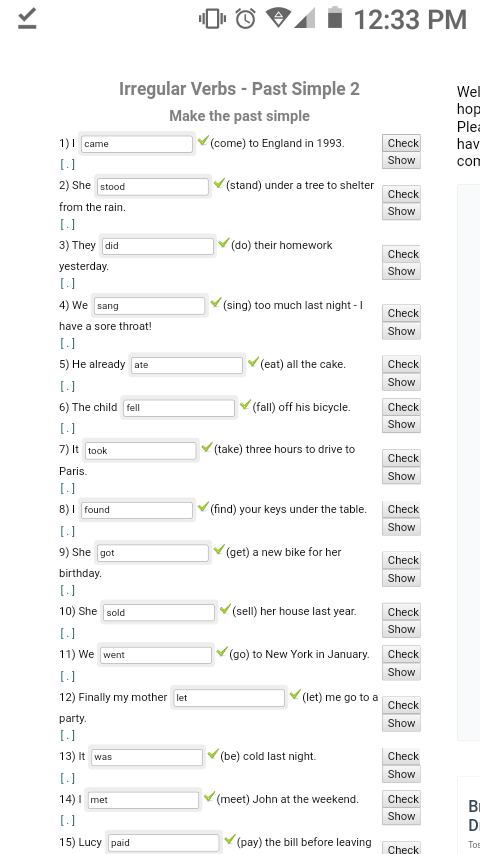 12:33 PM
Irregular Verbs - Past Simple 2
Make the past simple
1) I came (come) to England in 1993. Check
[ . ] Show
2) She stood (stand) under a tree to shelter Check
from the rain. Show
[ . ]
3) They did (do) their homework Check
yesterday. Show
[ . ]
4) We sang (sing) too much last night - I Check
have a sore throat! Show
[ . ]
5) He already ate (eat) all the cake. Check
[ . ] Show
6) The child fell (fall) off his bicycle. Check
[ . ] Show
7) It took (take) three hours to drive to Check
Paris. Show
[ . ]
8) I found (find) your keys under the table. Check
[ . ] Show
9) She got (get) a new bike for her Check
birthday. Show
[ . ]
10) She sold (sell) her house last year. Check
[ . ] Show
11) We went (go) to New York in January. Check
[ . ] Show
12) Finally my mother let (let) me go to a Check
party. Show
[ . ]
13) It was (be) cold last night. Check
[ . ] Show
14) I met (meet) John at the weekend. Check
[ . ] Show
15) Lucy paid (pay) the bill before leaving Check
Wel
hop
Plea
hav
com
Br
Dr
Tos